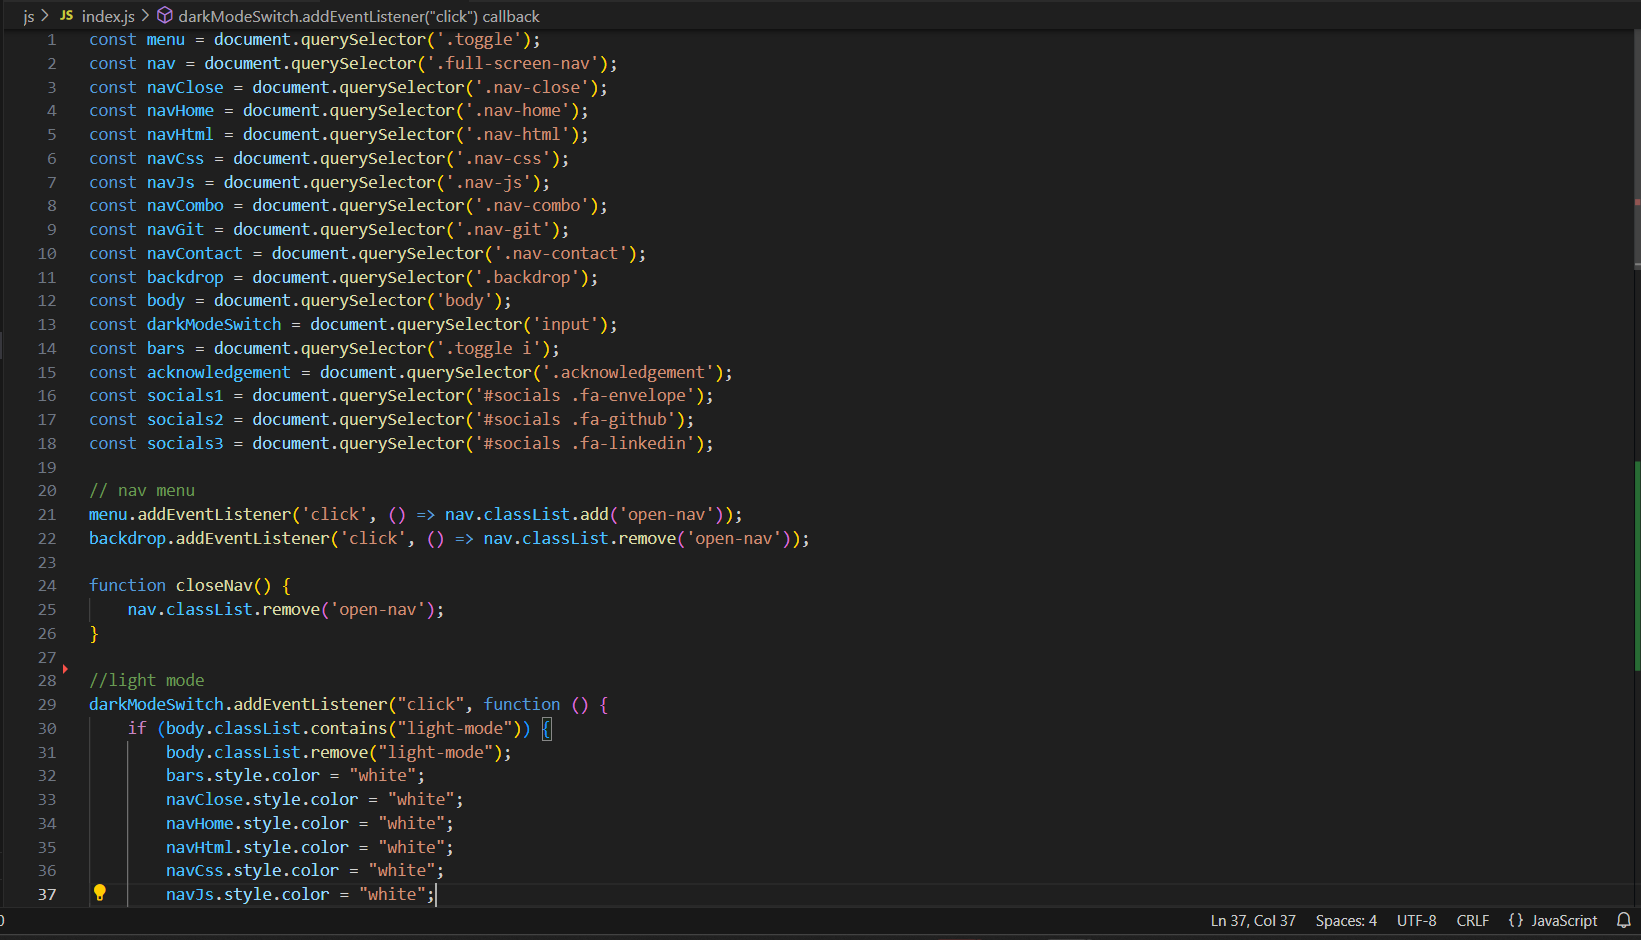 js > JS index.js > darkModeSwitch.addEventListener("click") callback
1 const menu = document.querySelector('.toggle');
2 const nav = document.querySelector('.full-screen-nav');
3 const navClose = document.querySelector('.nav-close');
4 const navHome = document.querySelector('.nav-home');
5 const navHtml = document.querySelector('.nav-html');
6 const navCss = document.querySelector('.nav-css');
7 const navJs = document.querySelector('.nav-js');
8 const navCombo = document.querySelector('.nav-combo');
9 const navGit = document.querySelector('.nav-git');
10 const navContact = document.querySelector('.nav-contact');
11 const backdrop = document.querySelector('.backdrop');
12 const body = document.querySelector('body');
13 const darkModeSwitch = document.querySelector('input');
14 const bars = document.querySelector('.toggle i');
15 const acknowledgement = document.querySelector('.acknowledgement');
16 const socials1 = document.querySelector('#socials .fa-envelope');
17 const socials2 = document.querySelector('#socials .fa-github');
18 const socials3 = document.querySelector('#socials .fa-linkedin');
19
20 // nav menu
21 menu.addEventListener('click', () => nav.classList.add('open-nav'));
22 backdrop.addEventListener('click', () => nav.classList.remove('open-nav'));
23
24 function closeNav() {
25     nav.classList.remove('open-nav');
26 }
27
28 //light mode
29 darkModeSwitch.addEventListener("click", function () {
30     if (body.classList.contains("light-mode")) {
31         body.classList.remove("light-mode");
32         bars.style.color = "white";
33         navClose.style.color = "white";
34         navHome.style.color = "white";
35         navHtml.style.color = "white";
36         navCss.style.color = "white";
37         navJs.style.color = "white";
0 Ln 37, Col 37 Spaces: 4 UTF-8 CRLF {} JavaScript